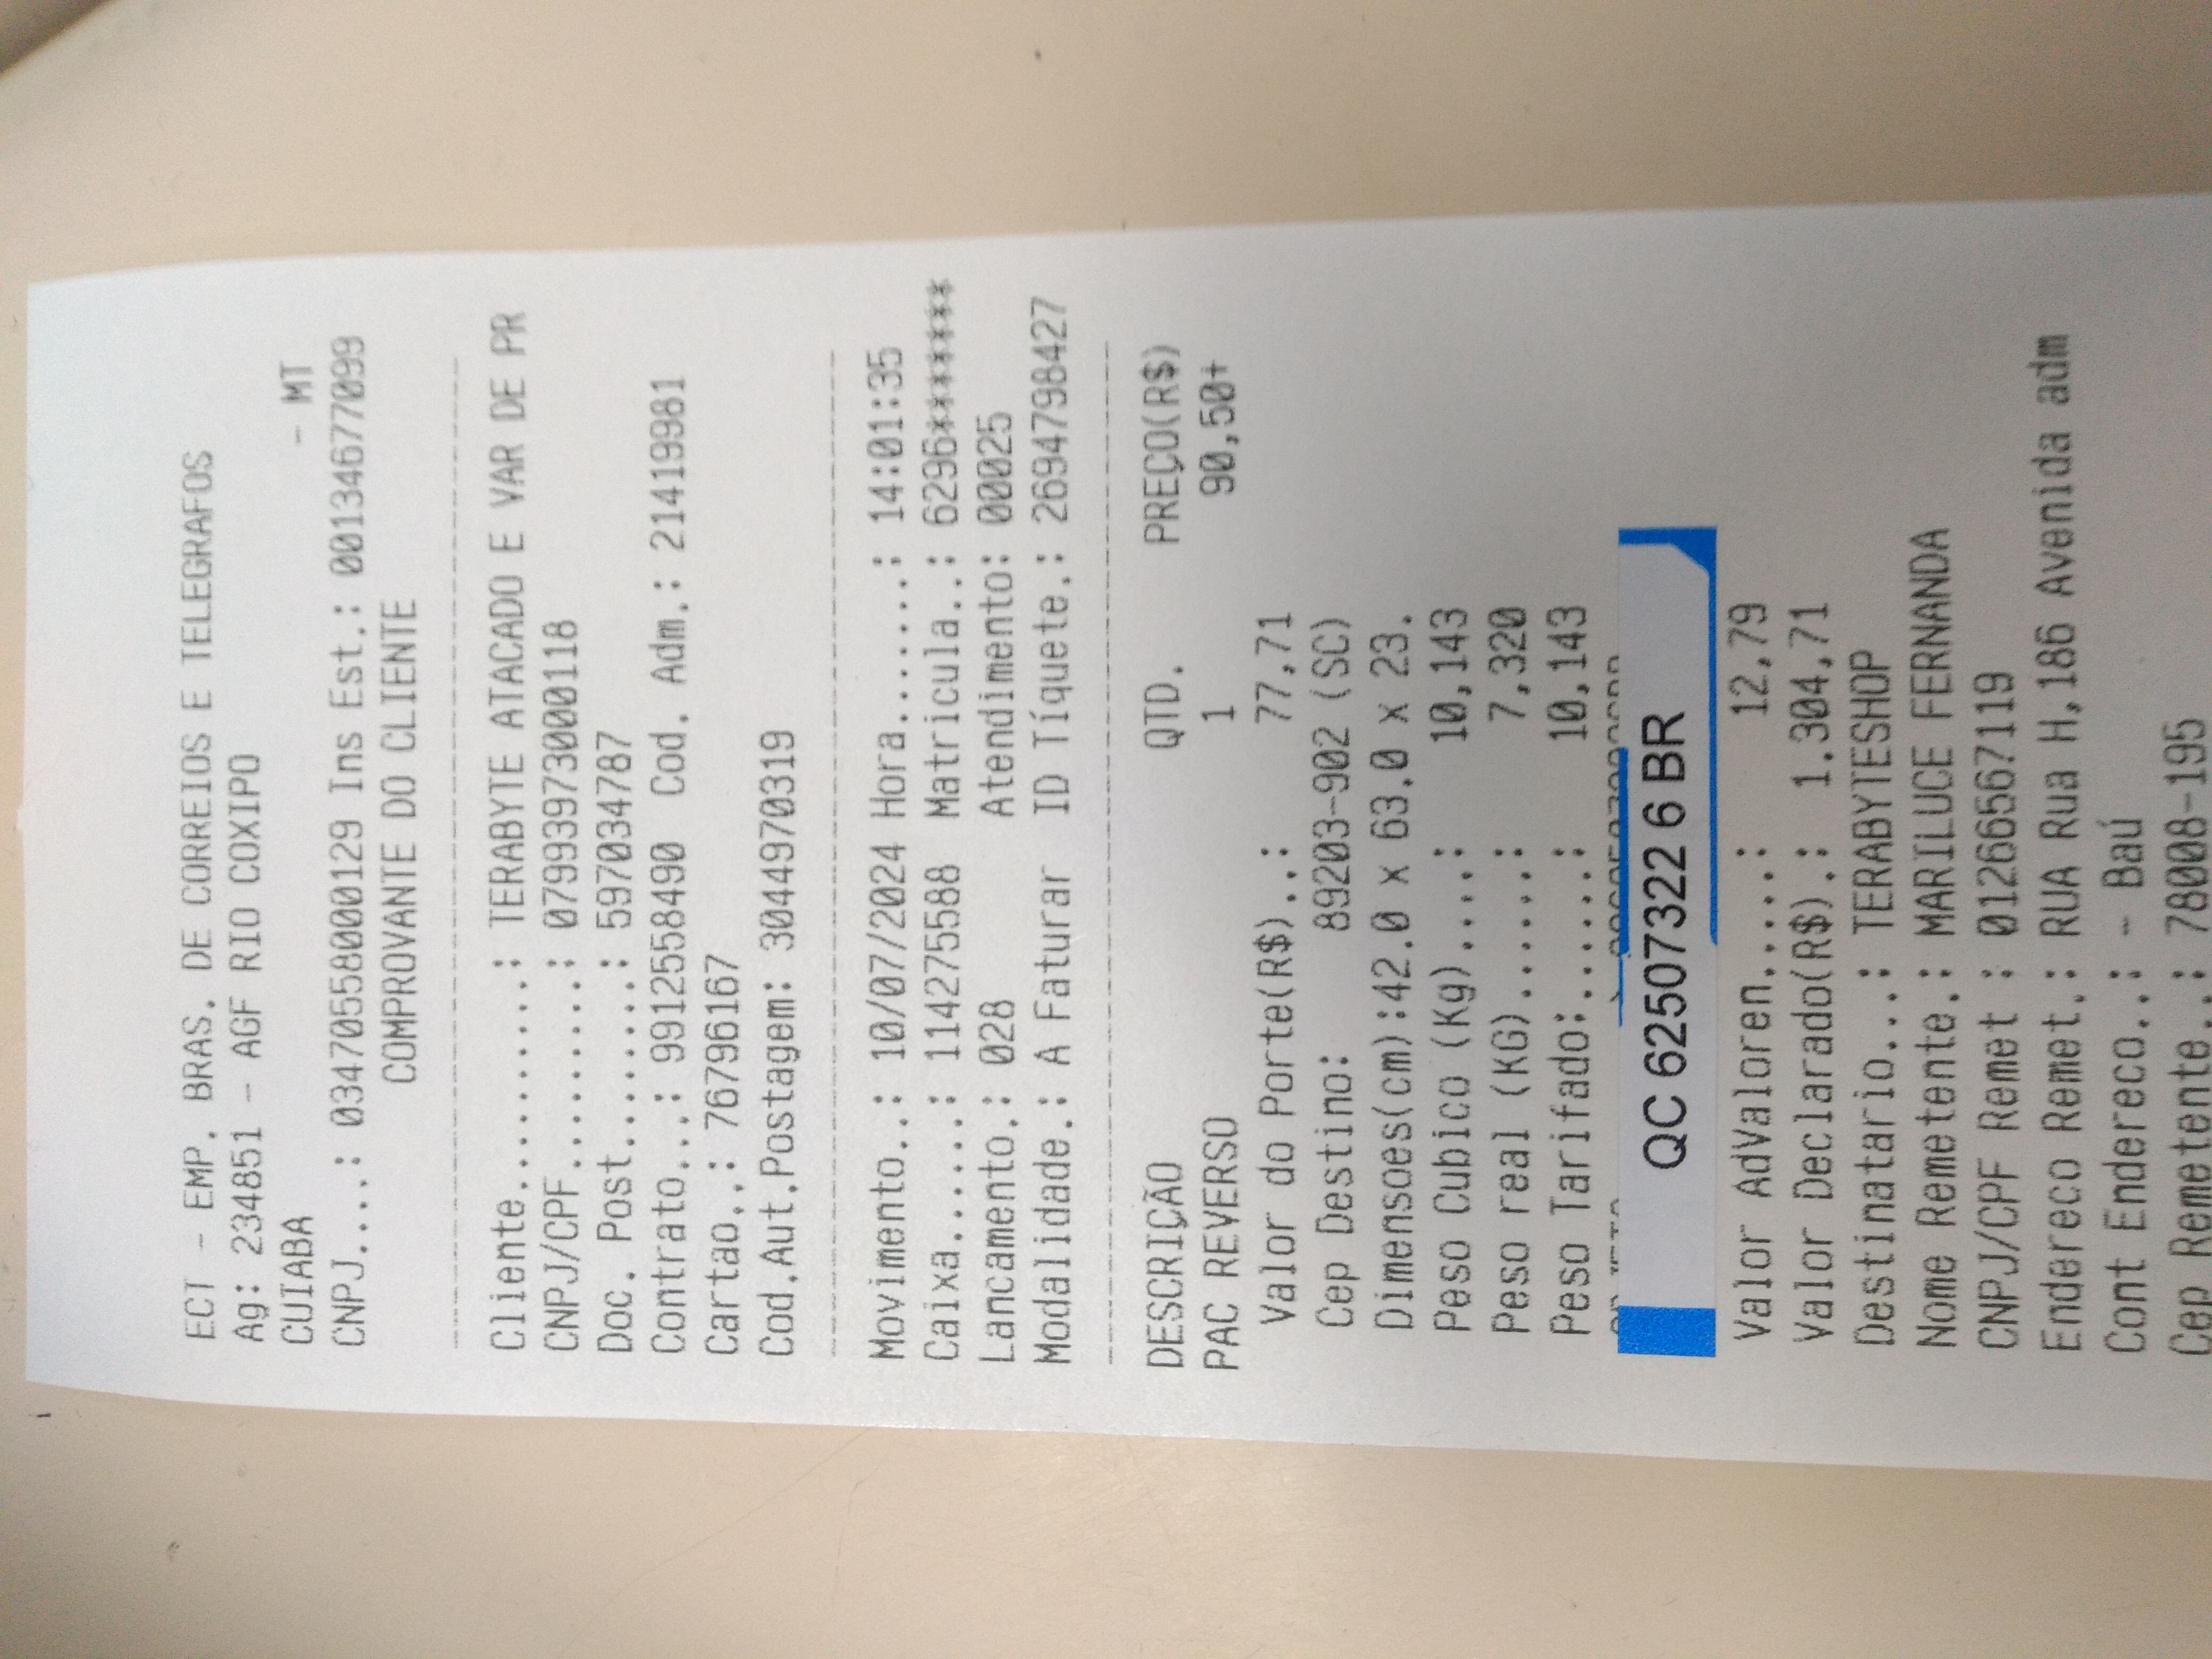 ECT - EMP. BRAS. DE CORREIOS E TELEGRAFOS
Ag: 234851 - AGF RIO COXIPO
CUIABA - MT
CNPJ....: 03470558000129 Ins Est.: 00134677099
COMPROVANTE DO CLIENTE
Cliente..........: TERABYTE ATACADO E VAR DE PR
CNPJ/CPF.........: 07993973000118
Doc. Post........: 597034787
Contrato...: 9912558490 Cod. Adm.: 21419981
Cartao..: 76796167
Cod.Aut.Postagem: 3044970319
Movimento..: 10/07/2024 Hora.......: 14:01:35
Caixa......: 114275588 Matricula..: 6296*******
Lancamento.: 028 Atendimento: 00025
Modalidade.: A Faturar ID Tíquete.: 2694798427
DESCRIÇÃO QTD. PREÇO(R$)
PAC REVERSO 1 90,50+
Valor do Porte(R$)..: 77,71
Cep Destino: 89203-902 (SC)
Dimensoes(cm):42.0 x 63.0 x 23.
Peso Cubico (Kg)....: 10,143
Peso real (KG)......: 7,320
Peso Tarifado:......: 10,143
QC 62507322 6 BR
Valor AdValoren.....: 12,79
Valor Declarado(R$).: 1.304,71
Destinatario...: TERABYTESHOP
Nome Remetente.: MARILUCE FERNANDA
CNPJ/CPF Remet : 01266567119
Endereco Remet.: RUA Rua H,186 Avenida adm
Cont Endereco..: - Baú
Cep Remetente..: 78008-195